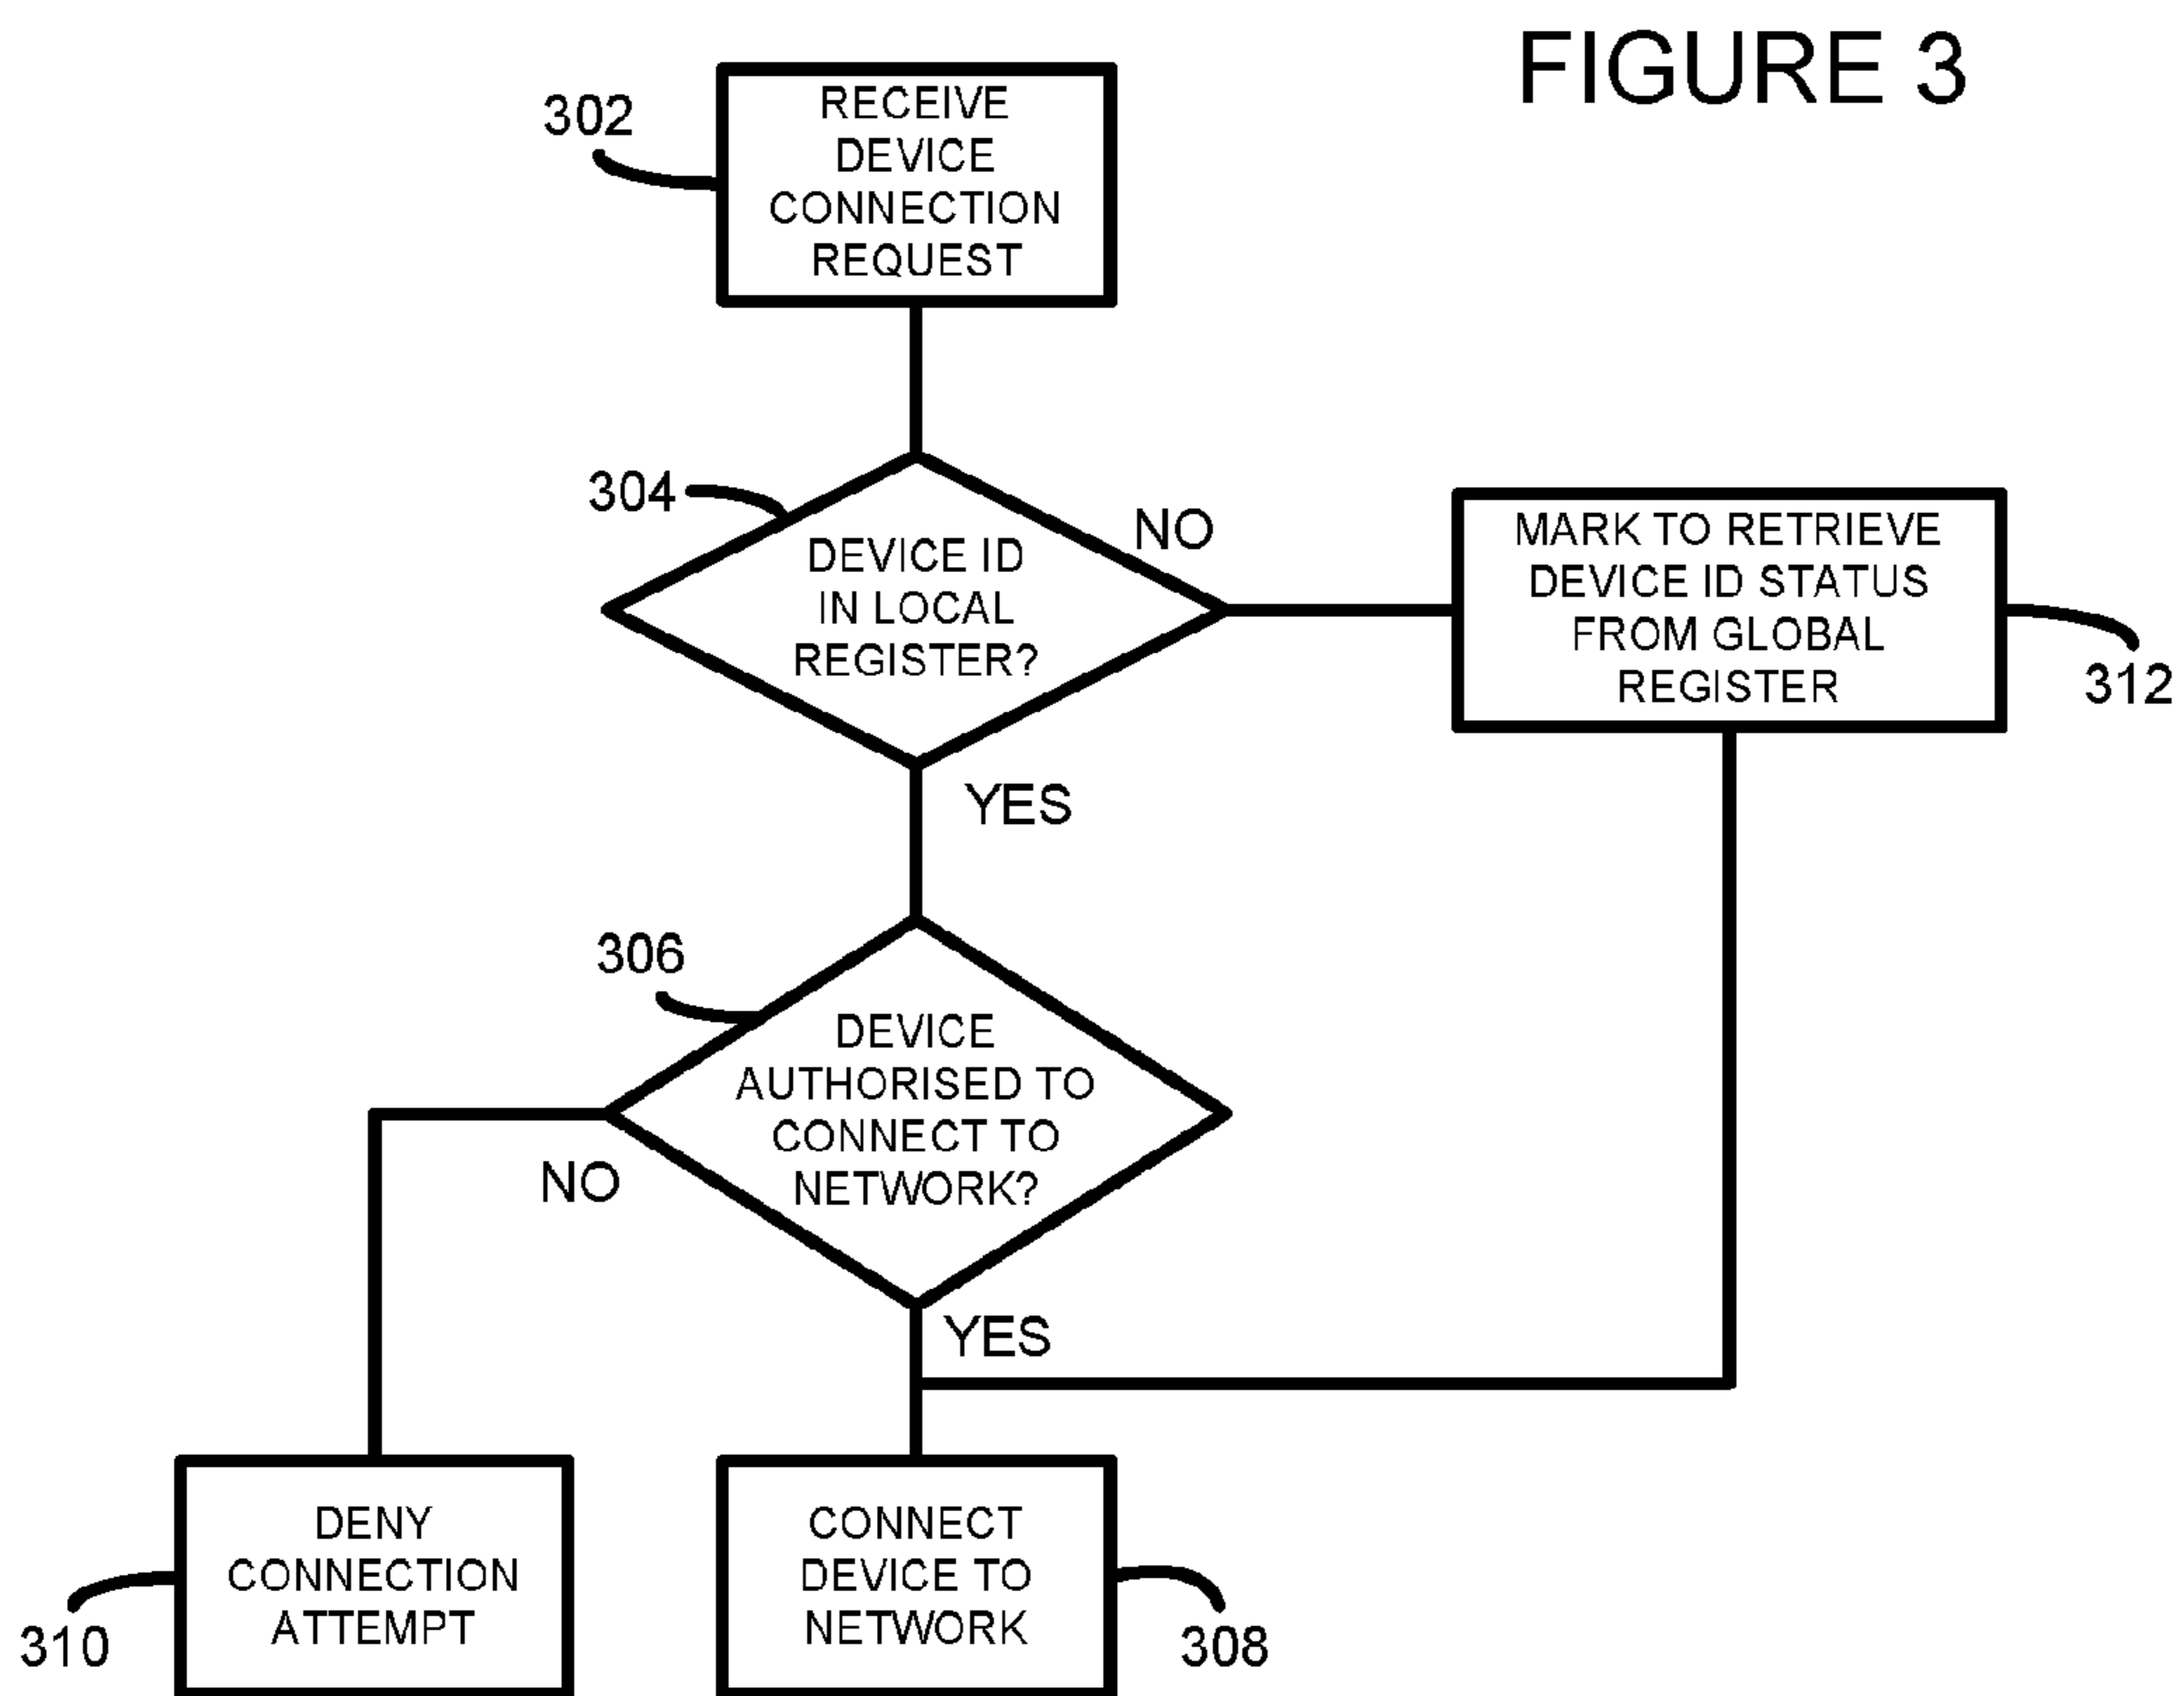 FIGURE 3
302
RECEIVE
DEVICE
CONNECTION
REQUEST
304
DEVICE ID
IN LOCAL
REGISTER?
NO
MARK TO RETRIEVE
DEVICE ID STATUS
FROM GLOBAL
REGISTER
312
YES
306
DEVICE
AUTHORISED TO
CONNECT TO
NETWORK?
NO
YES
DENY
CONNECTION
ATTEMPT
310
CONNECT
DEVICE TO
NETWORK
308